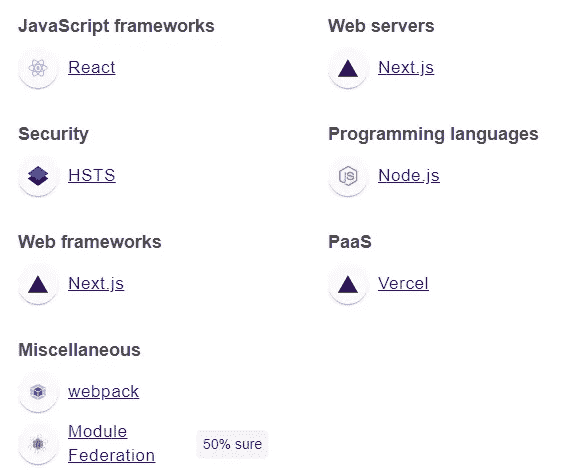 JavaScript frameworks
React
Security
HSTS
Web frameworks
Next.js
Miscellaneous
webpack
Module
Federation
50% sure
Web servers
Next.js
Programming languages
Node.js
JS
PaaS
Vercel